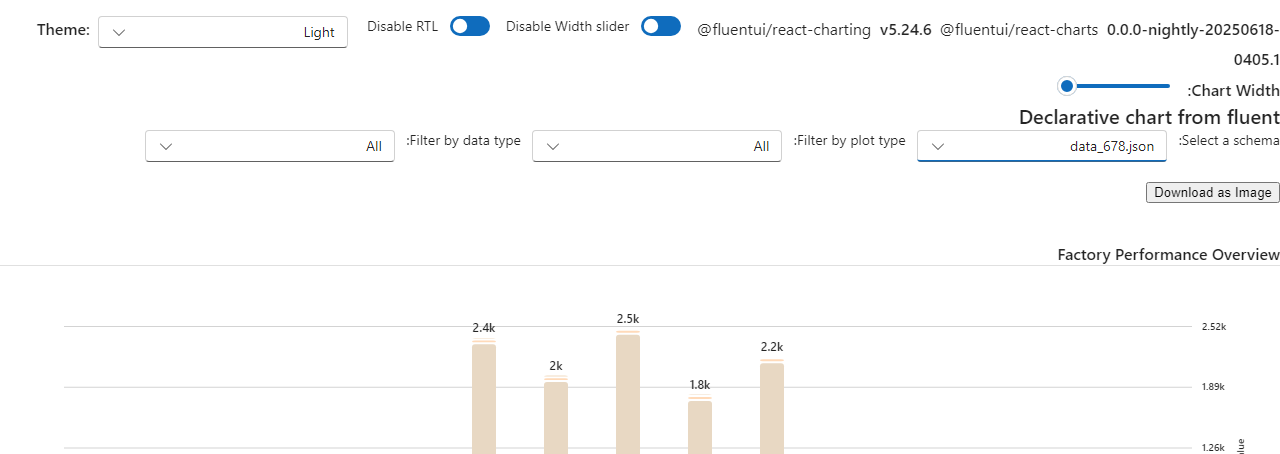 Theme: Light Disable RTL Disable Width slider @fluentui/react-charting v5.24.6 @fluentui/react-charts 0.0.0-nightly-20250618-
0405.1
:Chart Width
Declarative chart from fluent
:Select a schema data_678.json :Filter by plot type All :Filter by data type All
Download as Image
Factory Performance Overview
2.4k
2k
2.5k
1.8k
2.2k
2.52k
1.89k
1.26k